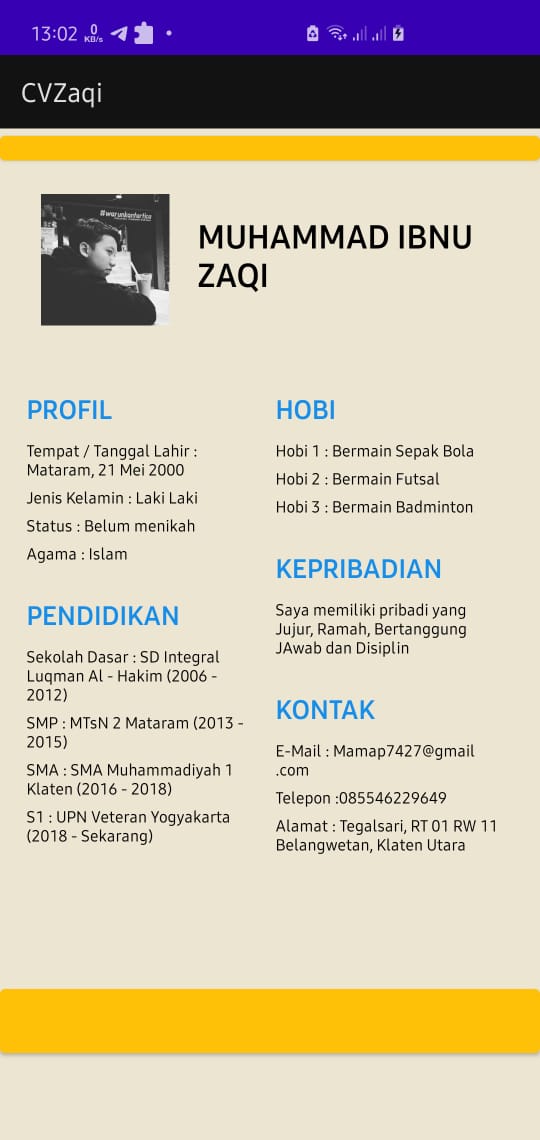 13:02 0 KB/s
CVZaqi
#warunkanfartica
MUHAMMAD IBNU
ZAQI
PROFIL
Tempat / Tanggal Lahir :
Mataram, 21 Mei 2000
Jenis Kelamin : Laki Laki
Status : Belum menikah
Agama : Islam
PENDIDIKAN
Sekolah Dasar : SD Integral
Luqman Al - Hakim (2006 -
2012)
SMP : MTsN 2 Mataram (2013 -
2015)
SMA : SMA Muhammadiyah 1
Klaten (2016 - 2018)
S1 : UPN Veteran Yogyakarta
(2018 - Sekarang)
HOBI
Hobi 1 : Bermain Sepak Bola
Hobi 2 : Bermain Futsal
Hobi 3 : Bermain Badminton
KEPRIBADIAN
Saya memiliki pribadi yang
Jujur, Ramah, Bertanggung
JAwab dan Disiplin
KONTAK
E-Mail : Mamap7427@gmail
.com
Telepon :085546229649
Alamat : Tegalsari, RT 01 RW 11
Belangwetan, Klaten Utara